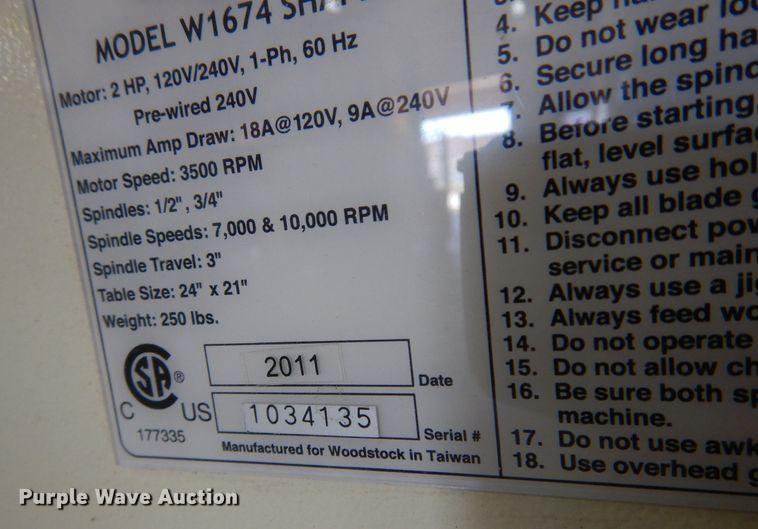 MODEL W1674
Motor: 2 HP, 120V/240V, 1-Ph, 60 Hz
Pre-wired 240V
Maximum Amp Draw: 18A@120V, 9A@240V
Motor Speed: 3500 RPM
Spindles: 1/2", 3/4"
Spindle Speeds: 7,000 & 10,000 RPM
Spindle Travel: 3"
Table Size: 24" x 21"
Weight: 250 lbs.
2011
Date
CSA®
C US
177335
1034135
Serial #
Manufactured for Woodstock in Taiwan
4. Keep
5. Do not wear
6. Secure long
7. Allow the
8. Before starting,
flat, level
9. Always use
10. Keep all blade
11. Disconnect
service or
12. Always use a
13. Always feed
14. Do not operate
15. Do not allow
16. Be sure both
machine.
17. Do not use
18. Use overhead
Purple Wave Auction